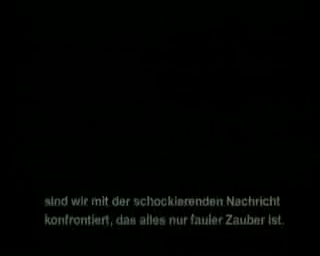 sind wir mit der schockierenden Nachricht
konfrontiert, das alles nur fauler Zauber ist.